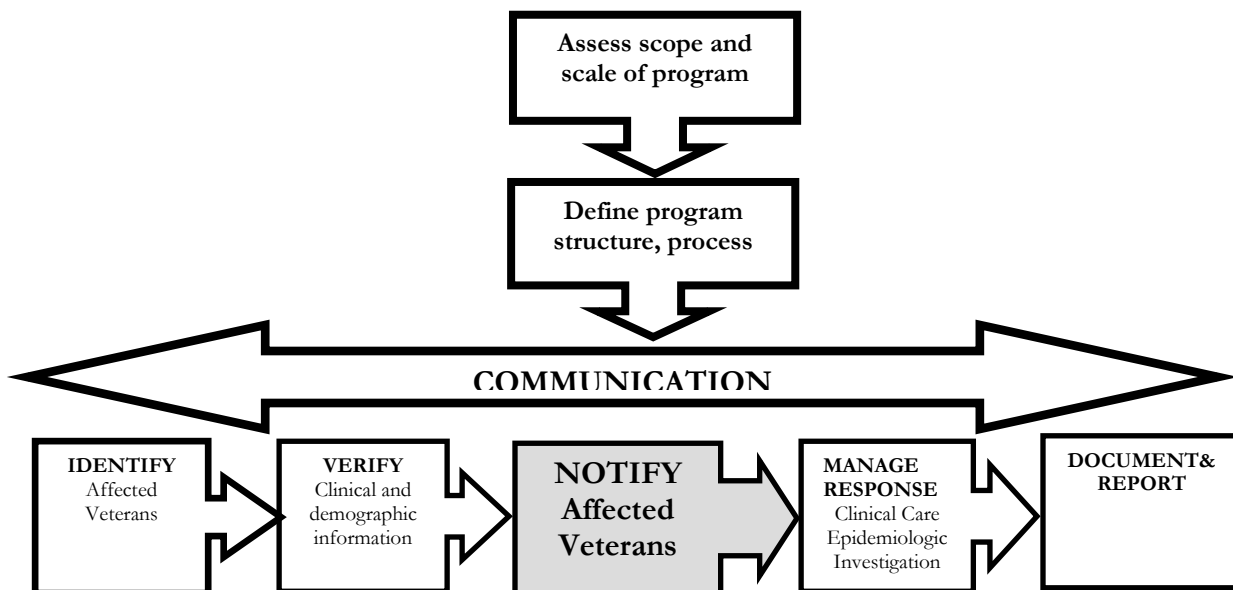 Assess scope and
scale of program
Define program
structure, process
COMMUNICATION
IDENTIFY
Affected
Veterans
VERIFY
Clinical and
demographic
information
NOTIFY
Affected
Veterans
MANAGE
RESPONSE
Clinical Care
Epidemiologic
Investigation
DOCUMENT&
REPORT